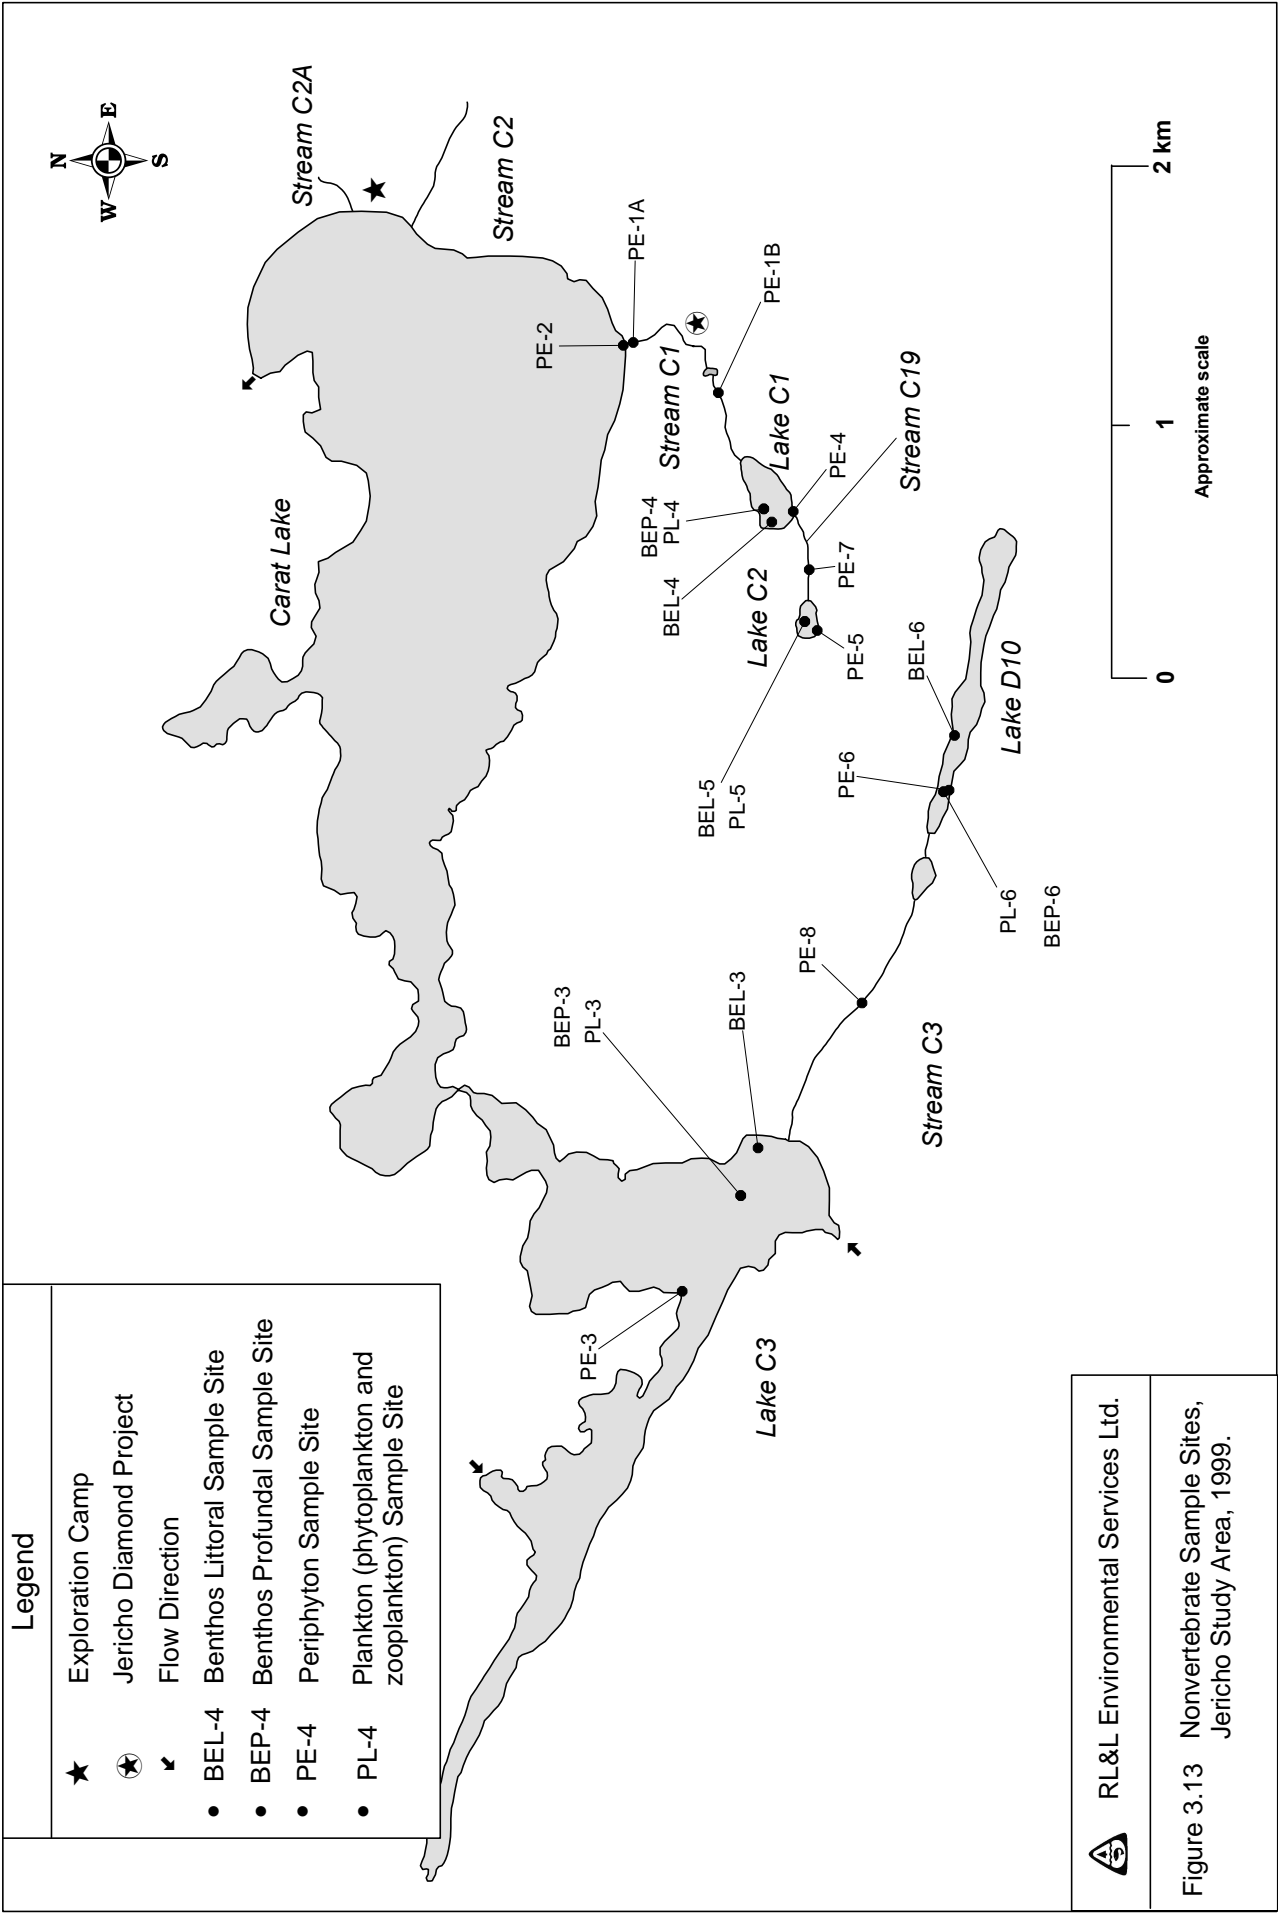 Legend
Exploration Camp
Jericho Diamond Project
Flow Direction
BEL-4 Benthos Littoral Sample Site
BEP-4 Benthos Profundal Sample Site
PE-4 Periphyton Sample Site
PL-4 Plankton (phytoplankton and
zooplankton) Sample Site
N
W E
S
Stream C2A
Stream C2
Carat Lake
PE-2
PE-1A
PE-1B
Stream C1
Lake C1
BEP-4
PL-4
BEL-4
PE-4
Stream C19
PE-7
Lake C2
PE-5
BEL-5
PL-5
BEL-6
Lake D10
PE-6
PL-6
BEP-6
PE-8
Stream C3
BEP-3
PL-3
BEL-3
PE-3
Lake C3
0 1 2 km
Approximate scale
RL&L Environmental Services Ltd.
Figure 3.13 Nonvertebrate Sample Sites,
Jericho Study Area, 1999.